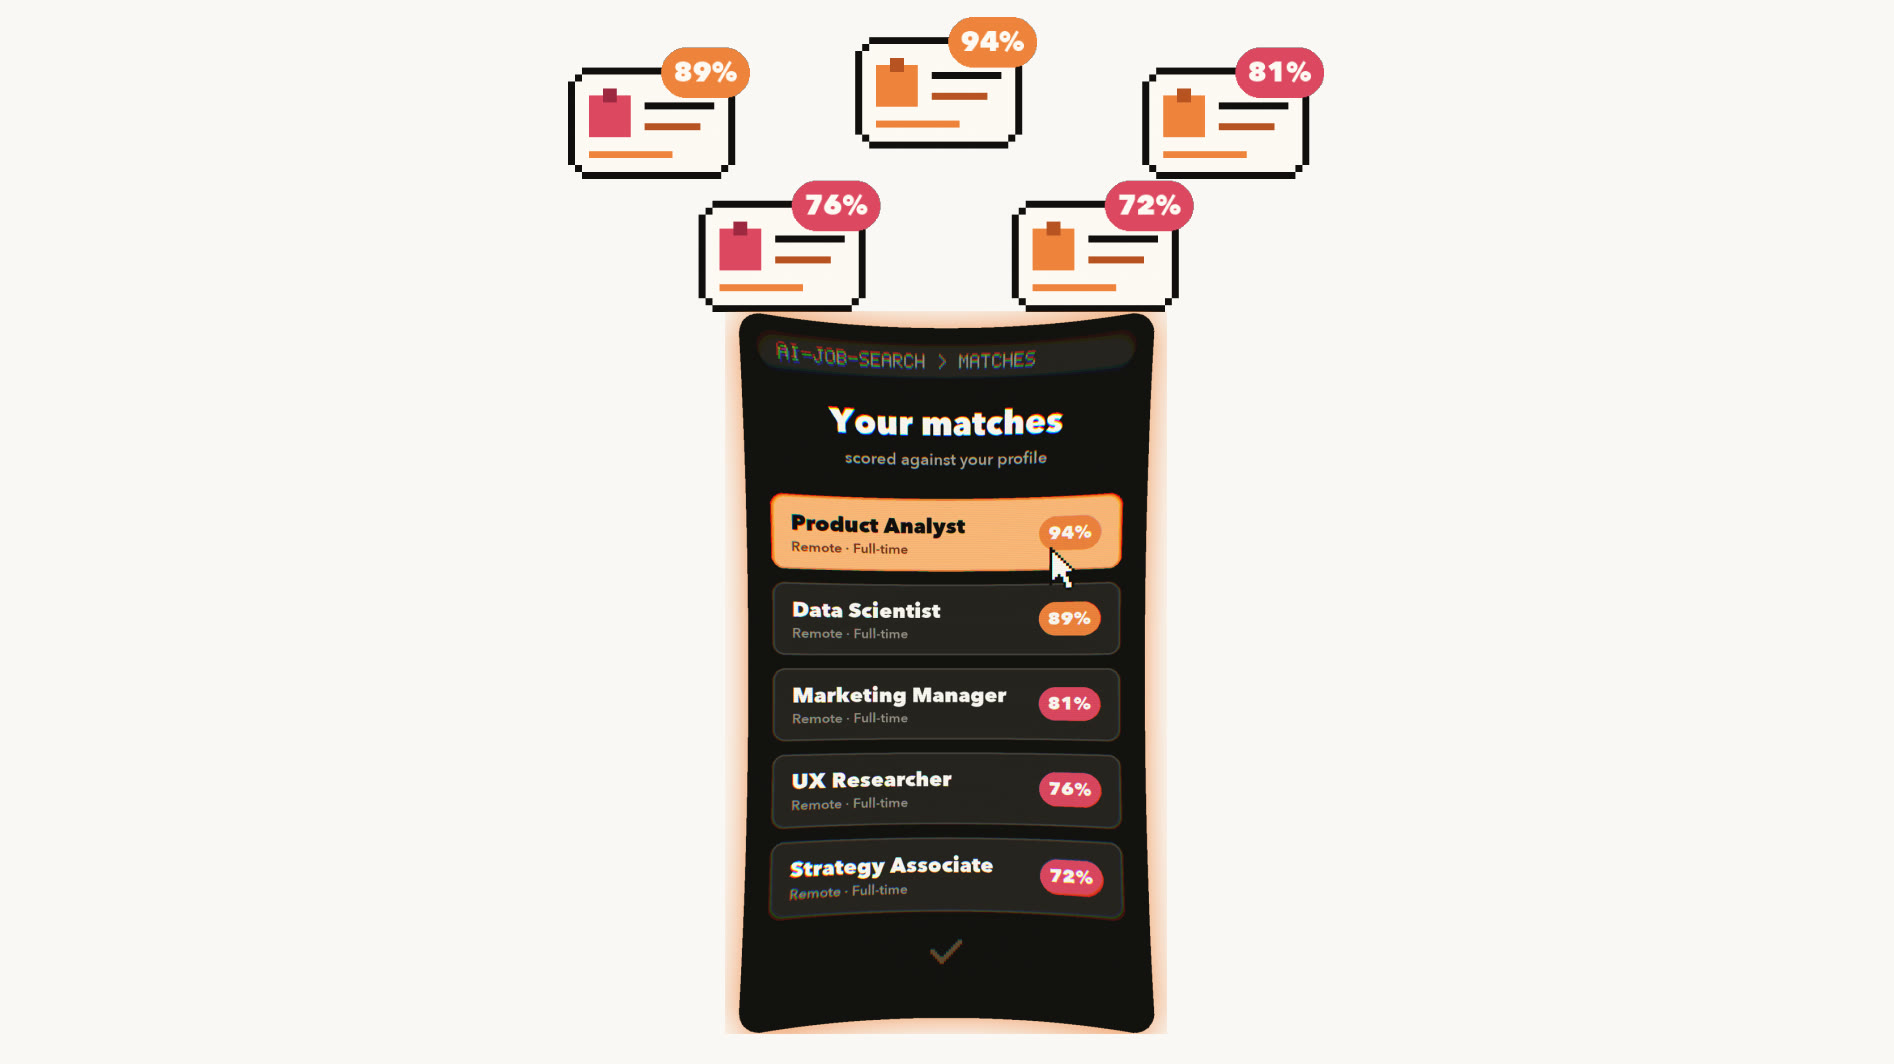 94%
89%
81%
76%
72%
AI-JOB-SEARCH > MATCHES
Your matches
scored against your profile
Product Analyst
Remote · Full-time
94%
Data Scientist
Remote · Full-time
89%
Marketing Manager
Remote · Full-time
81%
UX Researcher
Remote · Full-time
76%
Strategy Associate
Remote · Full-time
72%